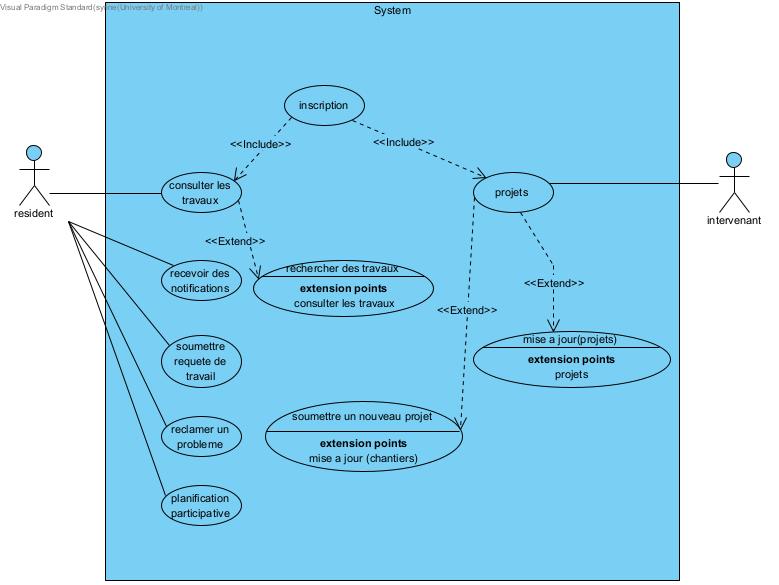 Visual Paradigm Standard(syrine(University of Montreal))
System
inscription
<<Include>>
<<Include>>
resident
consulter les
travaux
projets
intervenant
<<Extend>>
recevoir des
notifications
rechercher des travaux
extension points
consulter les travaux
<<Extend>>
<<Extend>>
soumettre
requete de
travail
mise a jour(projets)
extension points
projets
reclamer un
probleme
soumettre un nouveau projet
extension points
mise a jour (chantiers)
planification
participative